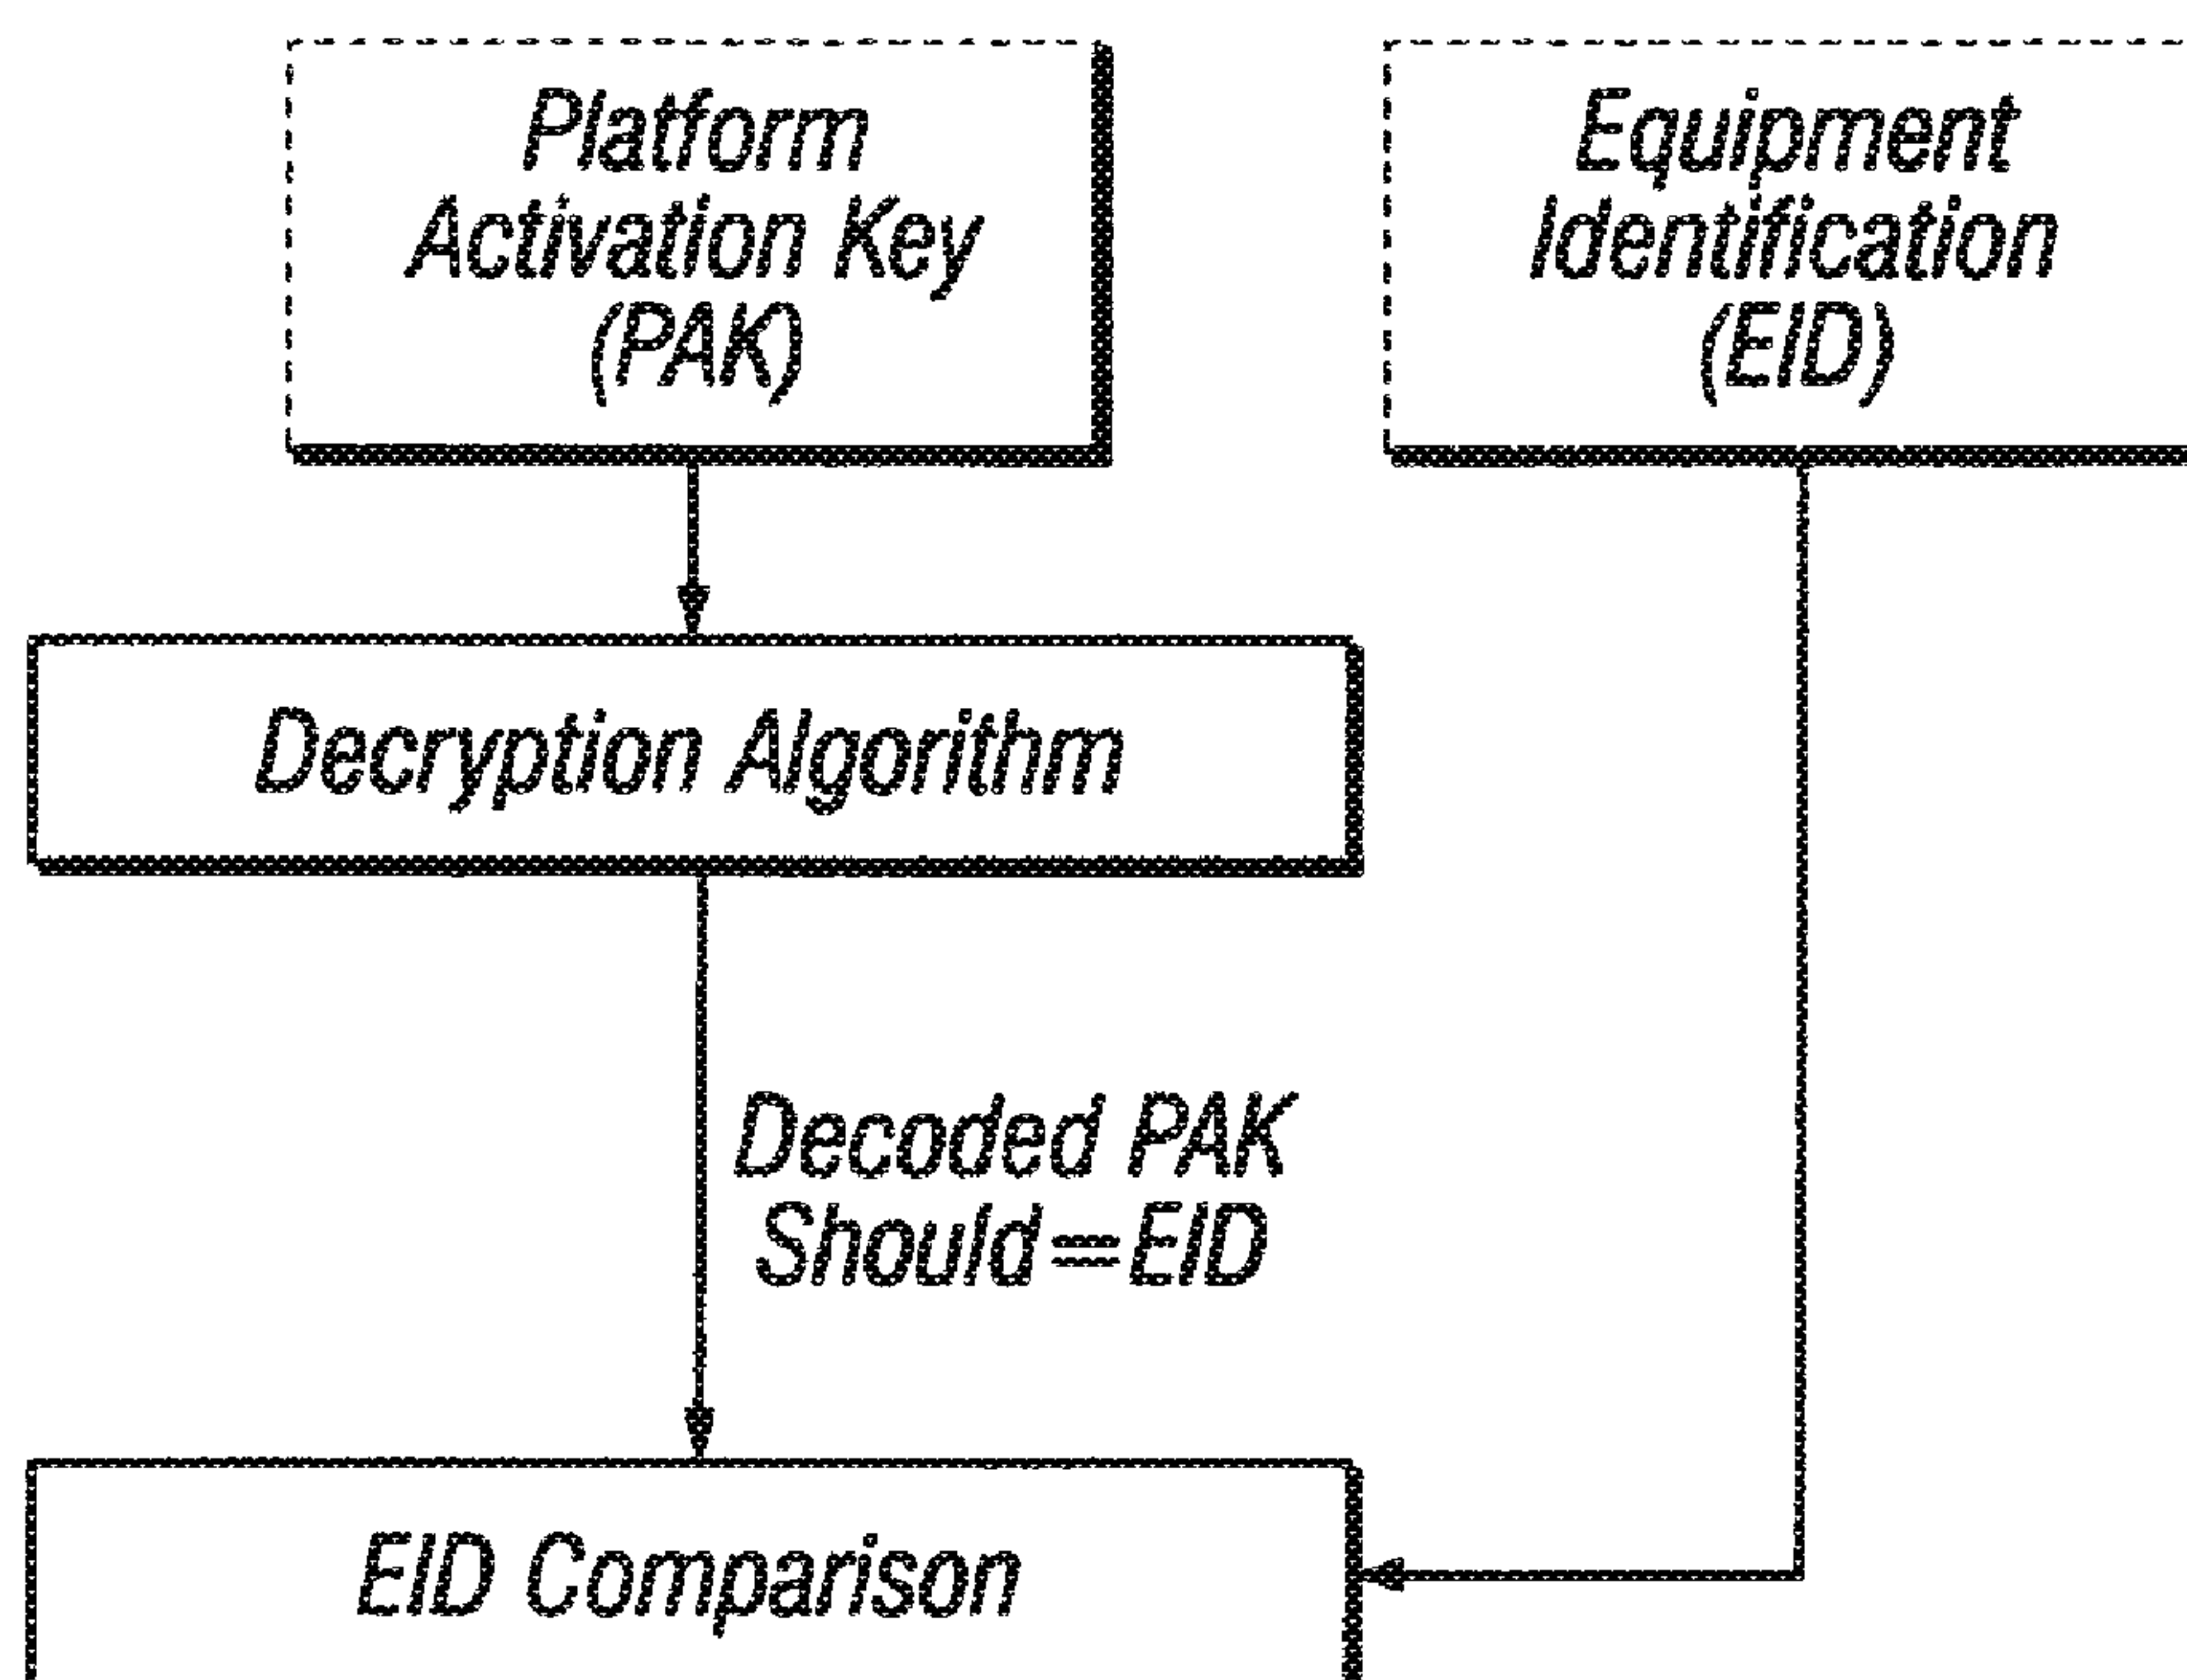 Platform
Activation Key
(PAK)
Equipment
Identification
(EID)
Decryption Algorithm
Decoded PAK
Should=EID
EID Comparison